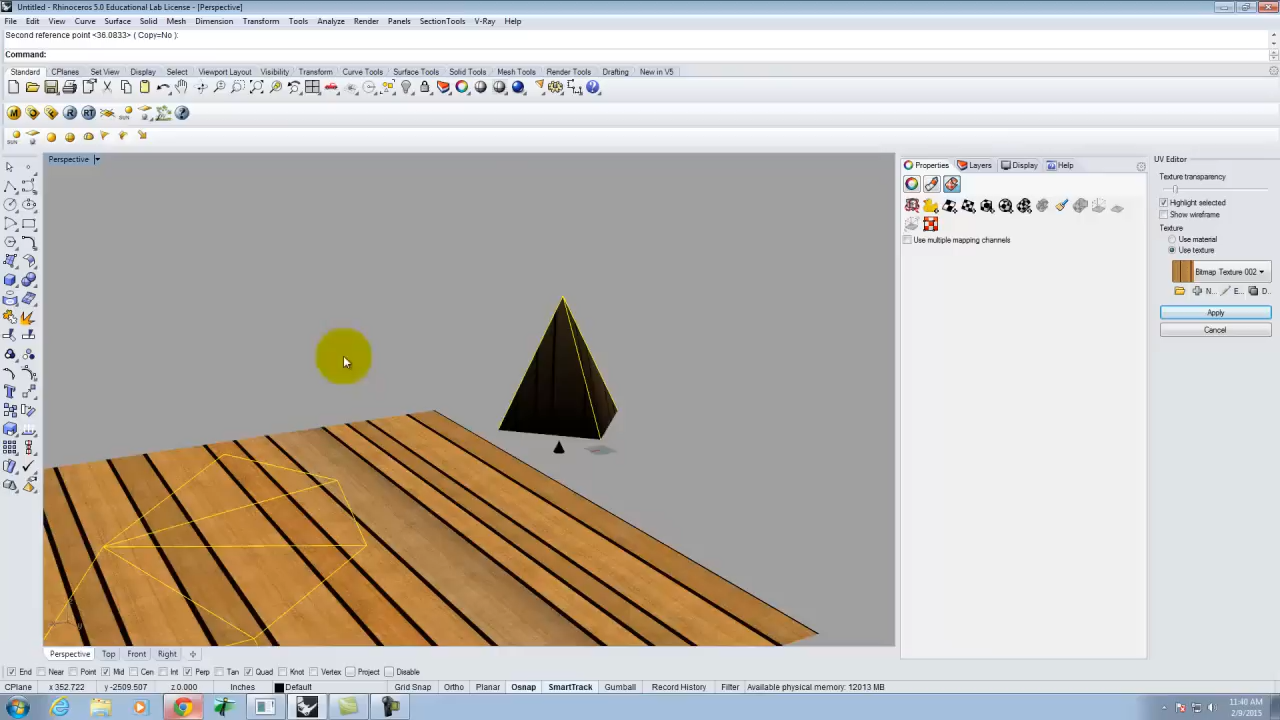 Untitled - Rhinoceros 5.0 Educational Lab License - [Perspective]
File Edit View Curve Surface Solid Mesh Dimension Transform Tools Analyze Render Panels SectionTools V-Ray Help
Second reference point <36.0833> ( Copy=No ):
Command:
Standard CPlanes Set View Display Select Viewport Layout Visibility Transform Curve Tools Surface Tools Solid Tools Mesh Tools Render Tools Drafting New in V5
Perspective
Properties Layers Display Help
Use multiple mapping channels
UV Editor
Texture transparency
Highlight selected
Show wireframe
Texture
Use material
Use texture
Bitmap Texture 002
N... E... D..
Apply
Cancel
Perspective Top Front Right
End Near Point Mid Cen Int Perp Tan Quad Knot Vertex Project Disable
CPlane x 352.722 y -2509.507 z 0.000 Inches Default Grid Snap Ortho Planar Osnap SmartTrack Gumball Record History Filter Available physical memory: 12013 MB
11:40 AM
2/9/2015